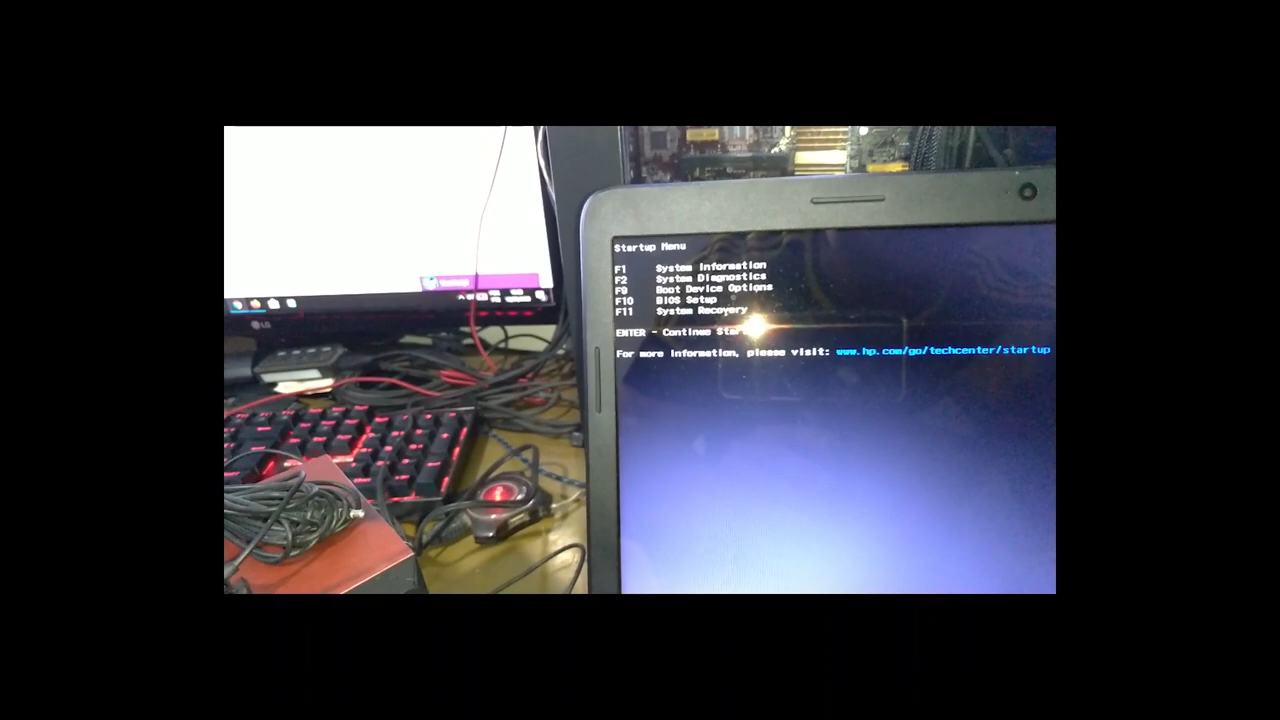 LG
Startup Menu
F1 System Information
F2 System Diagnostics
F9 Boot Device Options
F10 BIOS Setup
F11 System Recovery
ENTER - Continue
For more information, please visit: www.hp.com/go/techcenter/startup